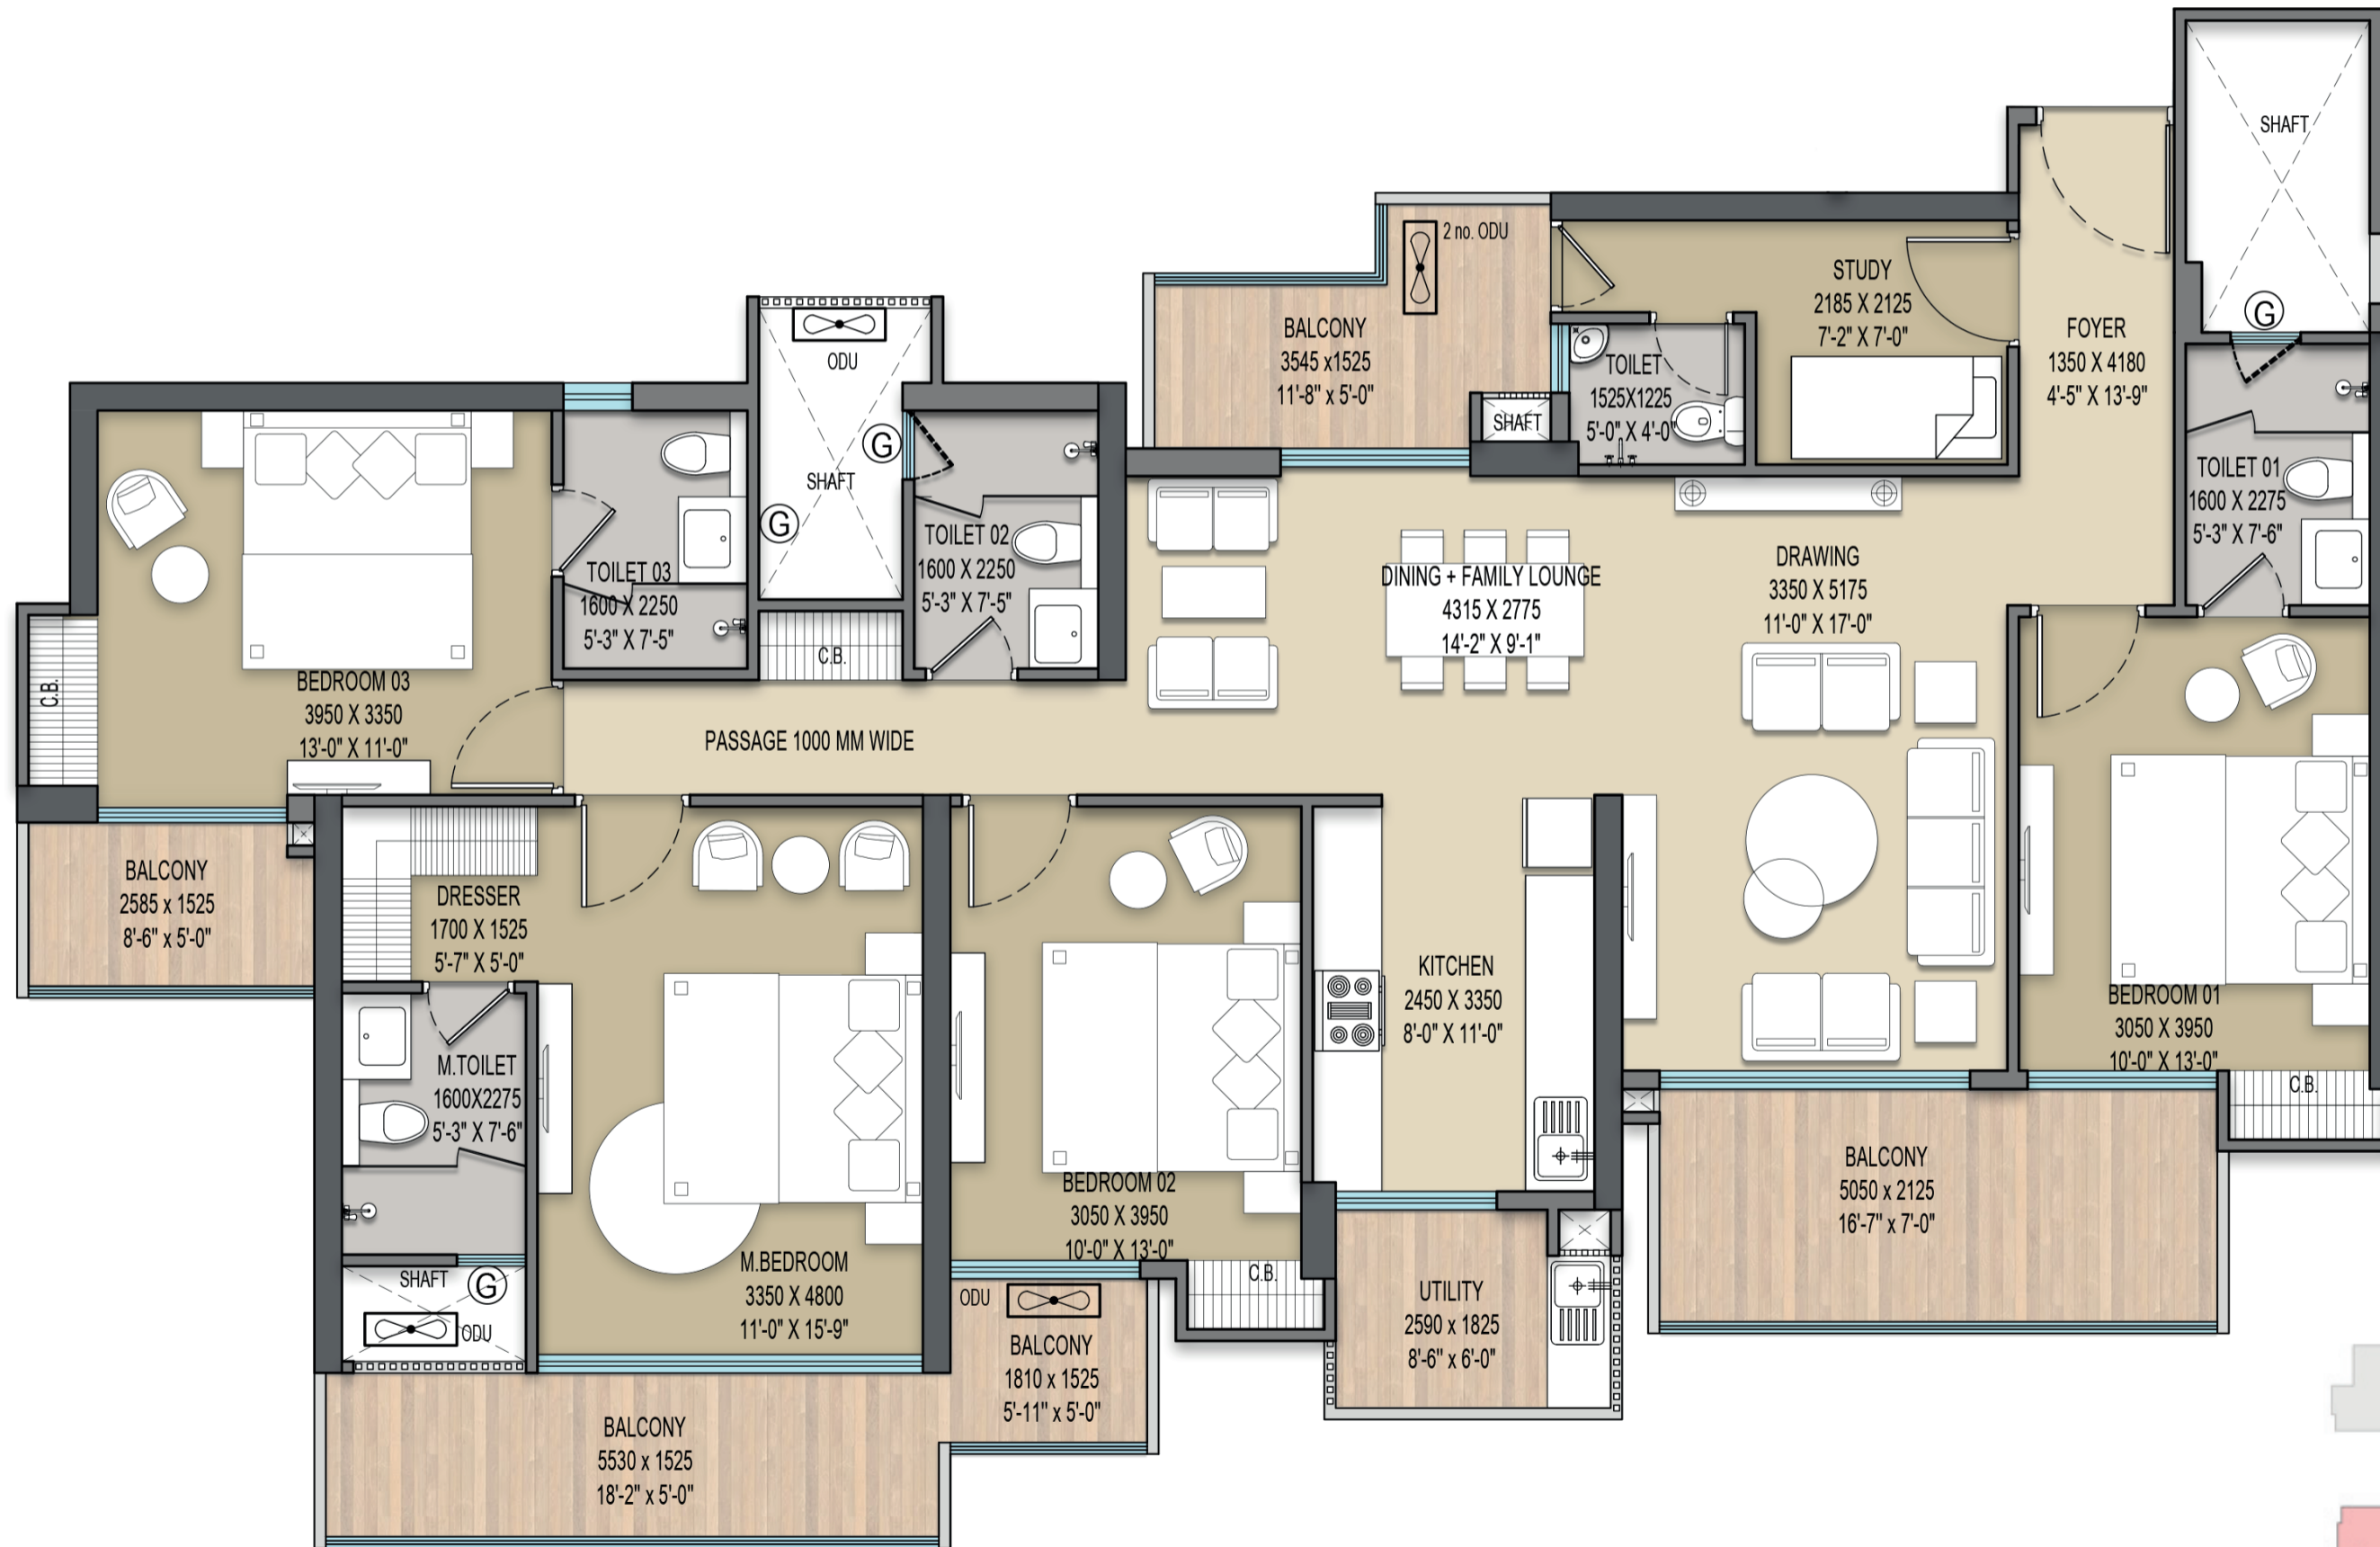 SHAFT
G
2 no. ODU
BALCONY
3545 x1525
11'-8" x 5'-0"
SHAFT
TOILET
1525X1225
5'-0" X 4'-0"
STUDY
2185 X 2125
7'-2" X 7'-0"
FOYER
1350 X 4180
4'-5" X 13'-9"
TOILET 01
1600 X 2275
5'-3" X 7'-6"
ODU
SHAFT
G
G
TOILET 03
1600 X 2250
5'-3" X 7'-5"
C.B.
TOILET 02
1600 X 2250
5'-3" X 7'-5"
DINING + FAMILY LOUNGE
4315 X 2775
14'-2" X 9'-1"
DRAWING
3350 X 5175
11'-0" X 17'-0"
C.B.
BEDROOM 03
3950 X 3350
13'-0" X 11'-0"
PASSAGE 1000 MM WIDE
BALCONY
2585 x 1525
8'-6" x 5'-0"
DRESSER
1700 X 1525
5'-7" X 5'-0"
M.TOILET
1600X2275
5'-3" X 7'-6"
SHAFT
G
ODU
M.BEDROOM
3350 X 4800
11'-0" X 15'-9"
BEDROOM 02
3050 X 3950
10'-0" X 13'-0"
C.B.
KITCHEN
2450 X 3350
8'-0" X 11'-0"
BEDROOM 01
3050 X 3950
10'-0" X 13'-0"
C.B.
BALCONY
5050 x 2125
16'-7" x 7'-0"
UTILITY
2590 x 1825
8'-6" x 6'-0"
ODU
BALCONY
1810 x 1525
5'-11" x 5'-0"
BALCONY
5530 x 1525
18'-2" x 5'-0"